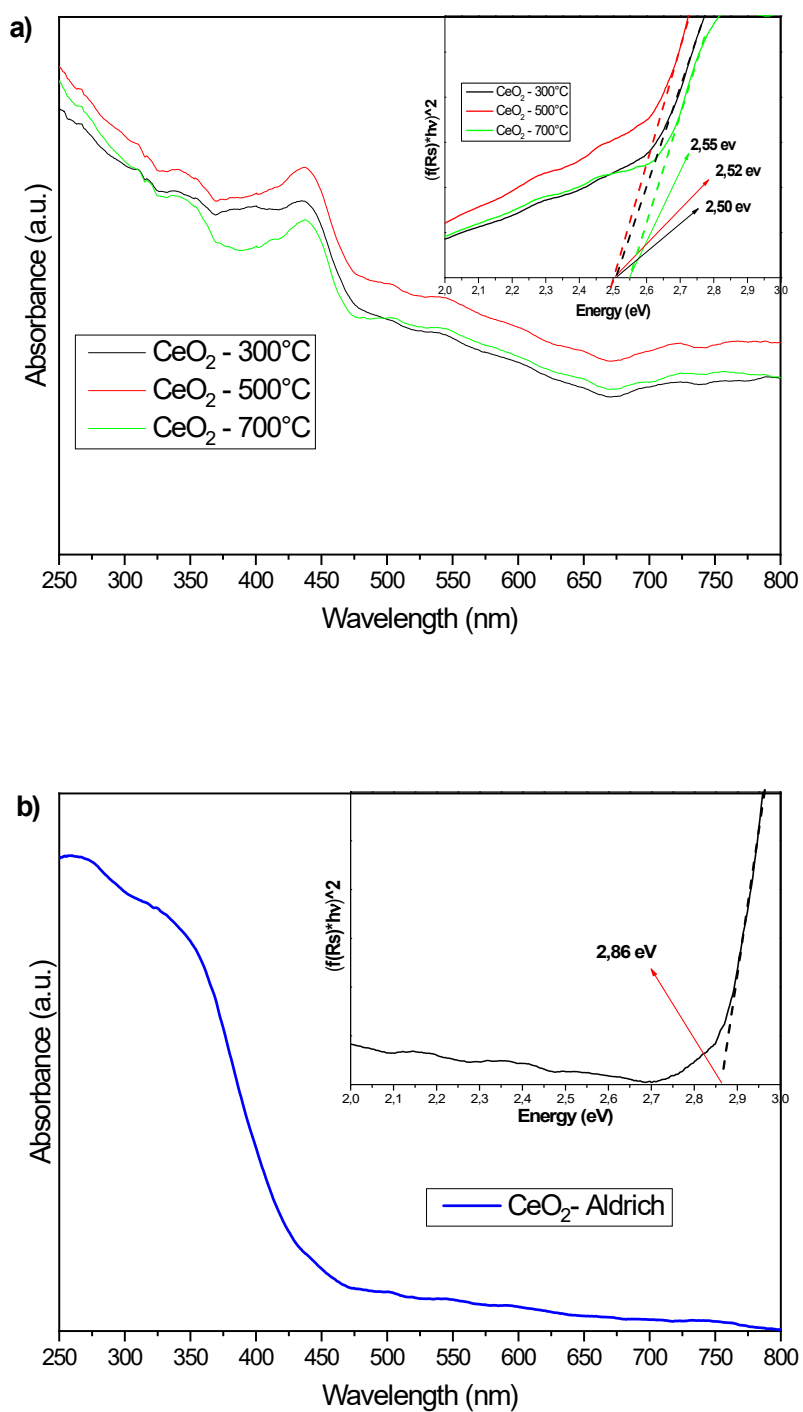 a)
(f(Rs)*hν)^2
CeO2 - 300°C
CeO2 - 500°C
CeO2 - 700°C
2,55 ev
2,52 ev
2,50 ev
2,0 2,1 2,2 2,3 2,4 2,5 2,6 2,7 2,8 2,9 3,0
Energy (eV)
Absorbance (a.u.)
CeO2 - 300°C
CeO2 - 500°C
CeO2 - 700°C
250 300 350 400 450 500 550 600 650 700 750 800
Wavelength (nm)
b)
(f(Rs)*hν)^2
2,86 eV
2,0 2,1 2,2 2,3 2,4 2,5 2,6 2,7 2,8 2,9 3,0
Energy (eV)
Absorbance (a.u.)
CeO2- Aldrich
250 300 350 400 450 500 550 600 650 700 750 800
Wavelength (nm)